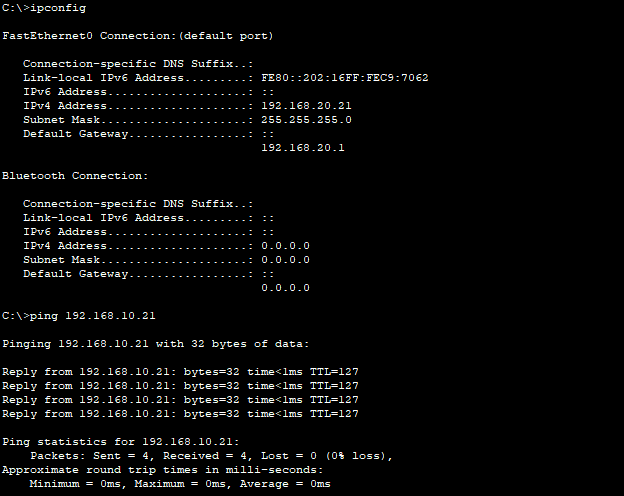 C:\>ipconfig
FastEthernet0 Connection:(default port)
Connection-specific DNS Suffix..:
Link-local IPv6 Address.........: FE80::202:16FF:FEC9:7062
IPv6 Address....................: ::
IPv4 Address....................: 192.168.20.21
Subnet Mask.....................: 255.255.255.0
Default Gateway.................: ::
192.168.20.1
Bluetooth Connection:
Connection-specific DNS Suffix..:
Link-local IPv6 Address.........: ::
IPv6 Address....................: ::
IPv4 Address....................: 0.0.0.0
Subnet Mask.....................: 0.0.0.0
Default Gateway.................: ::
0.0.0.0
C:\>ping 192.168.10.21
Pinging 192.168.10.21 with 32 bytes of data:
Reply from 192.168.10.21: bytes=32 time<1ms TTL=127
Reply from 192.168.10.21: bytes=32 time<1ms TTL=127
Reply from 192.168.10.21: bytes=32 time<1ms TTL=127
Reply from 192.168.10.21: bytes=32 time<1ms TTL=127
Ping statistics for 192.168.10.21:
Packets: Sent = 4, Received = 4, Lost = 0 (0% loss),
Approximate round trip times in milli-seconds:
Minimum = 0ms, Maximum = 0ms, Average = 0ms